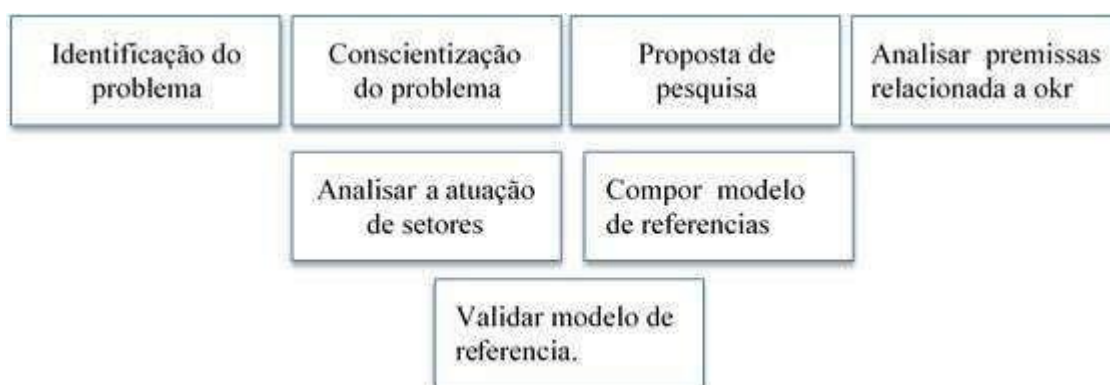 Identificação do
problema
Conscientização
do problema
Proposta de
pesquisa
Analisar premissas
relacionada a okr
Analisar a atuação
de setores
Compor modelo
de referencias
Validar modelo de
referencia.